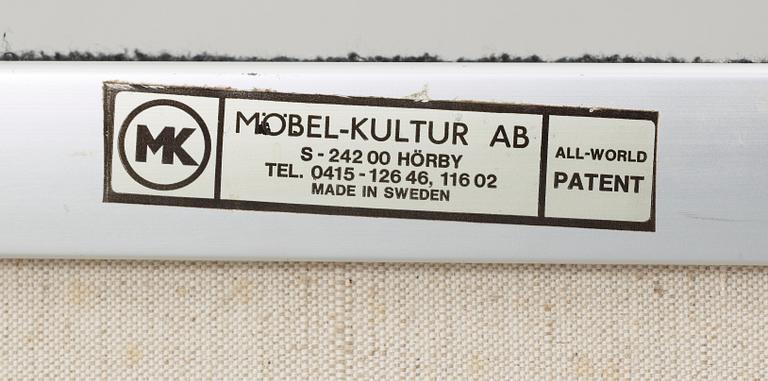 MK
MÖBEL-KULTUR AB
S - 242 00 HÖRBY
TEL. 0415 - 126 46, 116 02
MADE IN SWEDEN
ALL-WORLD
PATENT